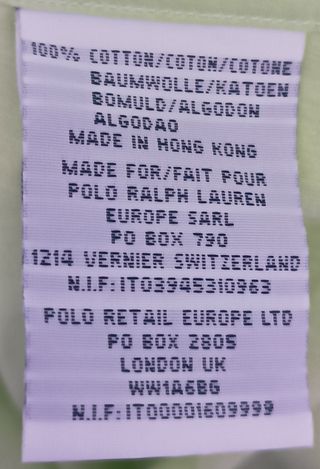 100% COTTON/COTON/COTONE
BAUMWOLLE/KATOEN
BOMULD/ALGODON
ALGODAO
MADE IN HONG KONG
MADE FOR/FAIT POUR
POLO RALPH LAUREN
EUROPE SARL
PO BOX 790
1214 VERNIER SWITZERLAND
N.I.F:IT03945310963
POLO RETAIL EUROPE LTD
PO BOX 2805
LONDON UK
WW1A6BG
N.I.F:IT00001609999